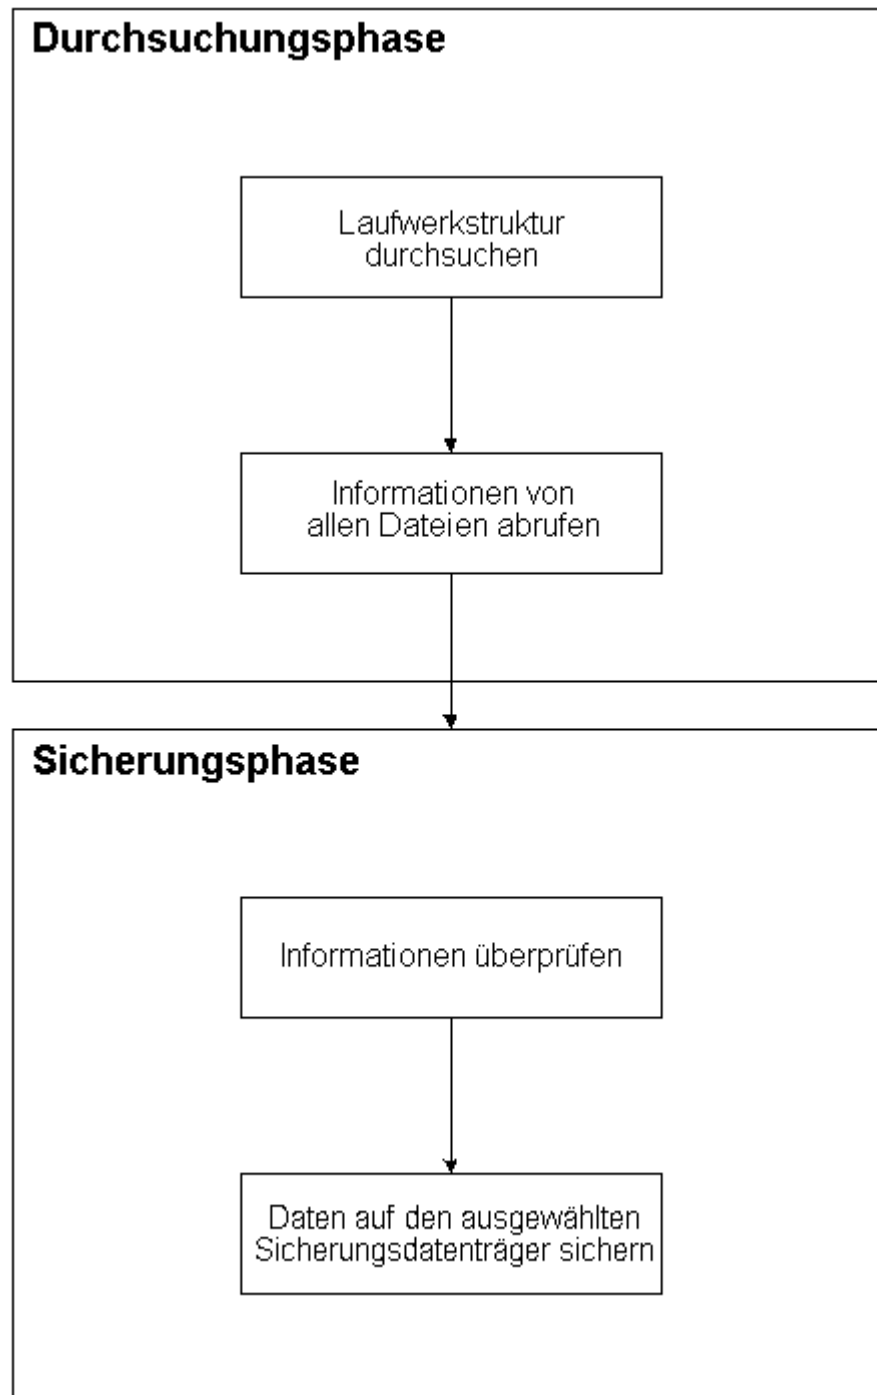 Durchsuchungsphase
Laufwerkstruktur
durchsuchen
Informationen von
allen Dateien abrufen
Sicherungsphase
Informationen überprüfen
Daten auf den ausgewählten
Sicherungsdatenträger sichern